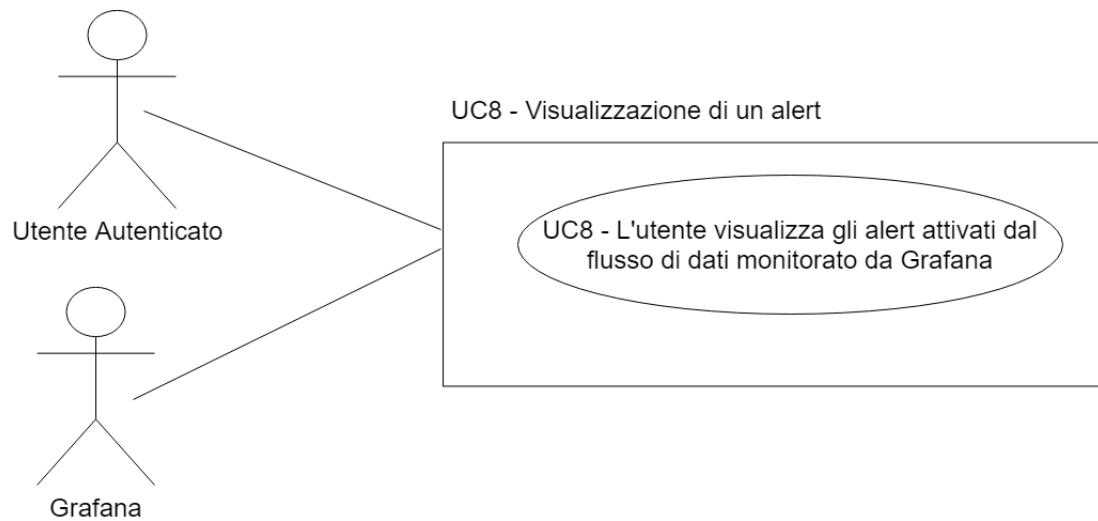 UC8 - Visualizzazione di un alert
Utente Autenticato
UC8 - L'utente visualizza gli alert attivati dal
flusso di dati monitorato da Grafana
Grafana